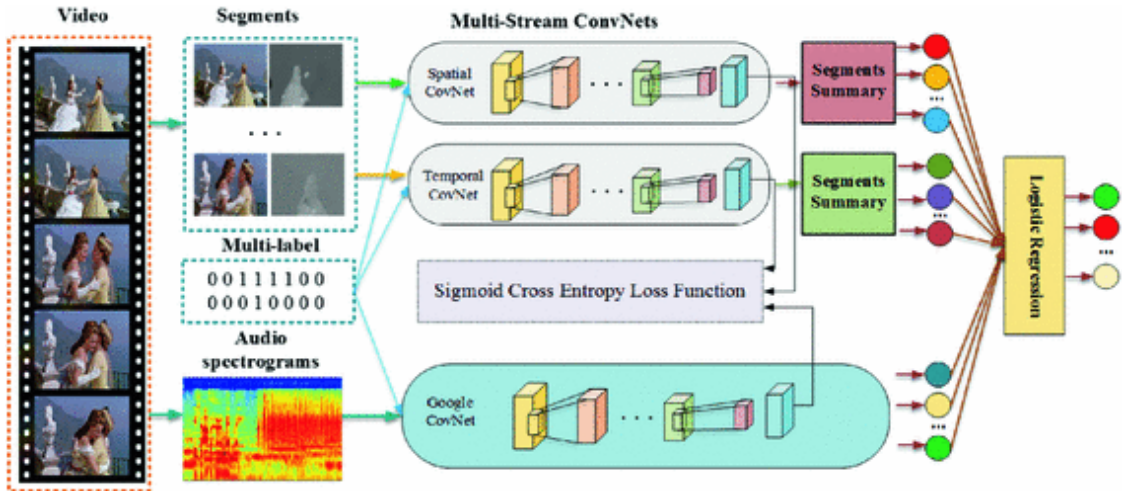 Video
Segments
Multi-Stream ConvNets
Spatial
CovNet
Segments
Summary
Temporal
CovNet
Segments
Summary
Multi-label
0 0 1 1 1 1 0 0
0 0 0 1 0 0 0 0
Sigmoid Cross Entropy Loss Function
Logistic Regression
Audio
spectrograms
Google
CovNet